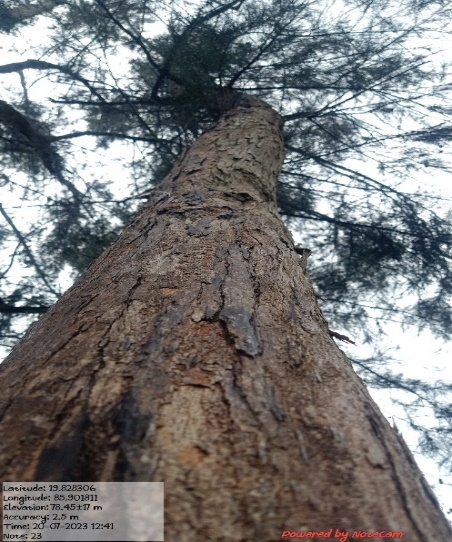 Latitude: 19.828306
Longitude: 85.901811
Elevation: 78.45±17 m
Accuracy: 2.5 m
Time: 20-07-2023 12:41
Note: 23
Powered by Notecam